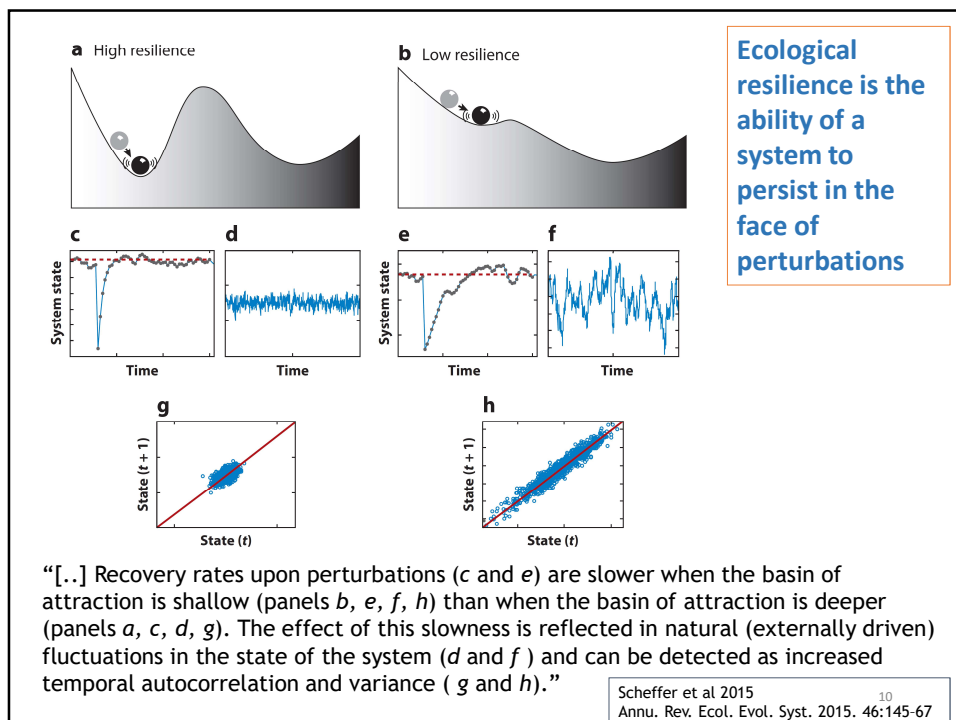 a High resilience
b Low resilience
Ecological
resilience is the
ability of a
system to
persist in the
face of
perturbations
c
d
e
f
System state
Time
Time
System state
Time
Time
g
h
State (t + 1)
State (t)
State (t + 1)
State (t)
“[..] Recovery rates upon perturbations (c and e) are slower when the basin of
attraction is shallow (panels b, e, f, h) than when the basin of attraction is deeper
(panels a, c, d, g). The effect of this slowness is reflected in natural (externally driven)
fluctuations in the state of the system (d and f ) and can be detected as increased
temporal autocorrelation and variance ( g and h).”
Scheffer et al 2015
10
Annu. Rev. Ecol. Evol. Syst. 2015. 46:145–67